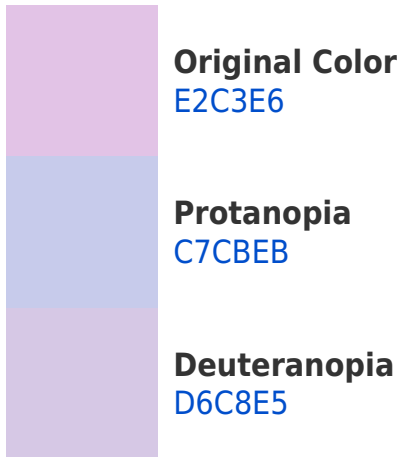 Original Color
E2C3E6
Protanopia
C7CBEB
Deuteranopia
D6C8E5